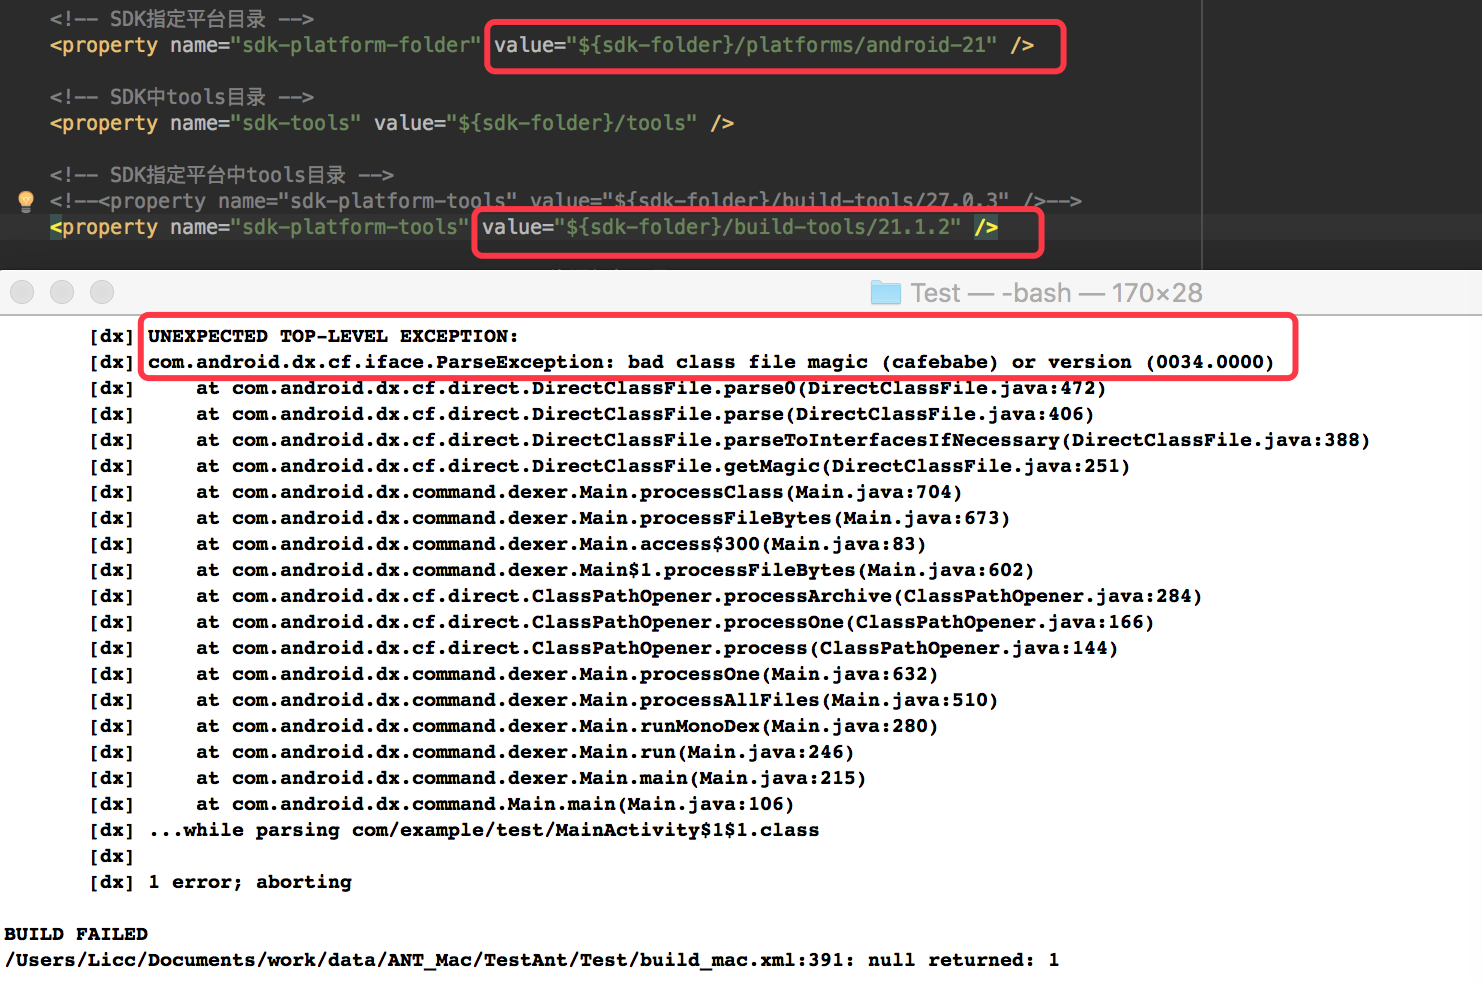 <!-- SDK指定平台目录 -->
<property name="sdk-platform-folder" value="${sdk-folder}/platforms/android-21" />
<!-- SDK中tools目录 -->
<property name="sdk-tools" value="${sdk-folder}/tools" />
<!-- SDK指定平台中tools目录 -->
<!--<property name="sdk-platform-tools" value="${sdk-folder}/build-tools/27.0.3" />-->
<property name="sdk-platform-tools" value="${sdk-folder}/build-tools/21.1.2" />
Test — -bash — 170×28
[dx] UNEXPECTED TOP-LEVEL EXCEPTION:
[dx] com.android.dx.cf.iface.ParseException: bad class file magic (cafebabe) or version (0034.0000)
[dx]     at com.android.dx.cf.direct.DirectClassFile.parse0(DirectClassFile.java:472)
[dx]     at com.android.dx.cf.direct.DirectClassFile.parse(DirectClassFile.java:406)
[dx]     at com.android.dx.cf.direct.DirectClassFile.parseToInterfacesIfNecessary(DirectClassFile.java:388)
[dx]     at com.android.dx.cf.direct.DirectClassFile.getMagic(DirectClassFile.java:251)
[dx]     at com.android.dx.command.dexer.Main.processClass(Main.java:704)
[dx]     at com.android.dx.command.dexer.Main.processFileBytes(Main.java:673)
[dx]     at com.android.dx.command.dexer.Main.access$300(Main.java:83)
[dx]     at com.android.dx.command.dexer.Main$1.processFileBytes(Main.java:602)
[dx]     at com.android.dx.cf.direct.ClassPathOpener.processArchive(ClassPathOpener.java:284)
[dx]     at com.android.dx.cf.direct.ClassPathOpener.processOne(ClassPathOpener.java:166)
[dx]     at com.android.dx.cf.direct.ClassPathOpener.process(ClassPathOpener.java:144)
[dx]     at com.android.dx.command.dexer.Main.processOne(Main.java:632)
[dx]     at com.android.dx.command.dexer.Main.processAllFiles(Main.java:510)
[dx]     at com.android.dx.command.dexer.Main.runMonoDex(Main.java:280)
[dx]     at com.android.dx.command.dexer.Main.run(Main.java:246)
[dx]     at com.android.dx.command.dexer.Main.main(Main.java:215)
[dx]     at com.android.dx.command.Main.main(Main.java:106)
[dx] ...while parsing com/example/test/MainActivity$1$1.class
[dx]
[dx] 1 error; aborting
BUILD FAILED
/Users/Licc/Documents/work/data/ANT_Mac/TestAnt/Test/build_mac.xml:391: null returned: 1